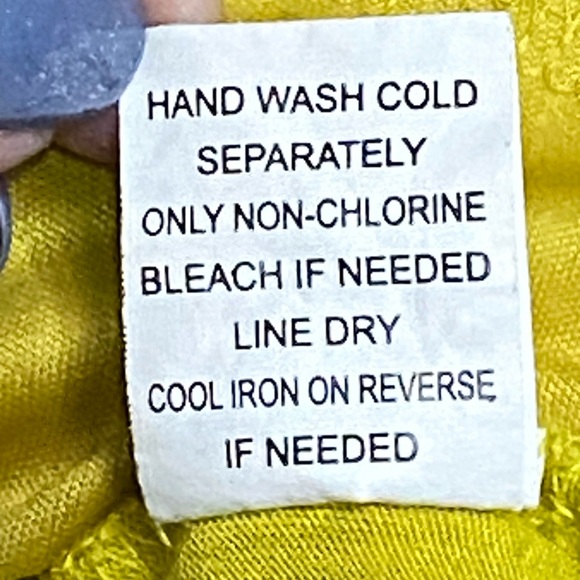 HAND WASH COLD
SEPARATELY
ONLY NON-CHLORINE
BLEACH IF NEEDED
LINE DRY
COOL IRON ON REVERSE
IF NEEDED